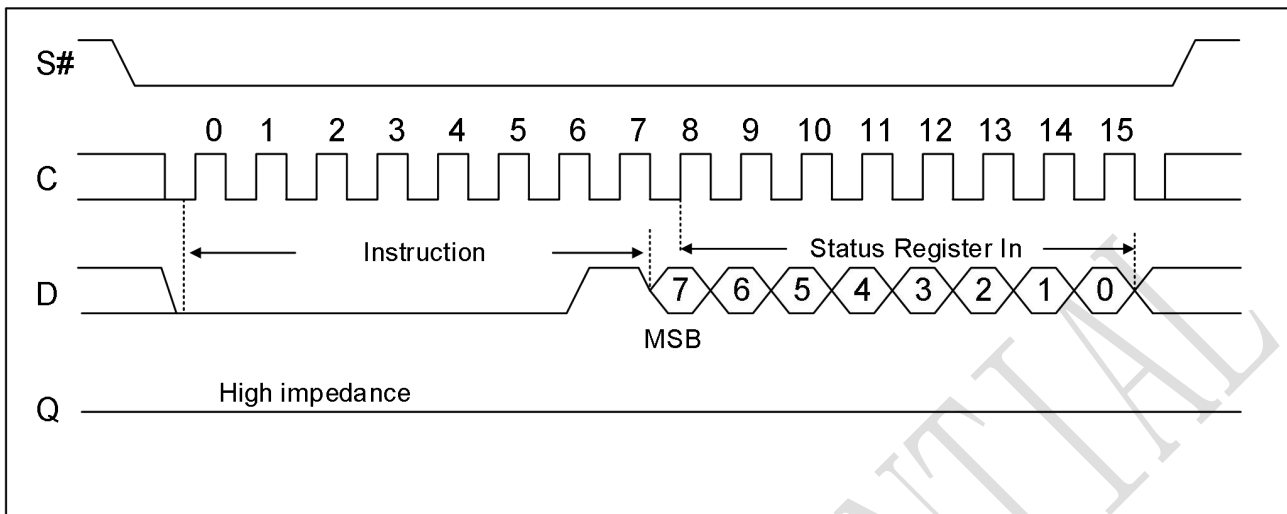 S#
0 1 2 3 4 5 6 7 8 9 10 11 12 13 14 15
C
Instruction
Status Register In
D
7 6 5 4 3 2 1 0
MSB
High impedance
Q
NTIAL